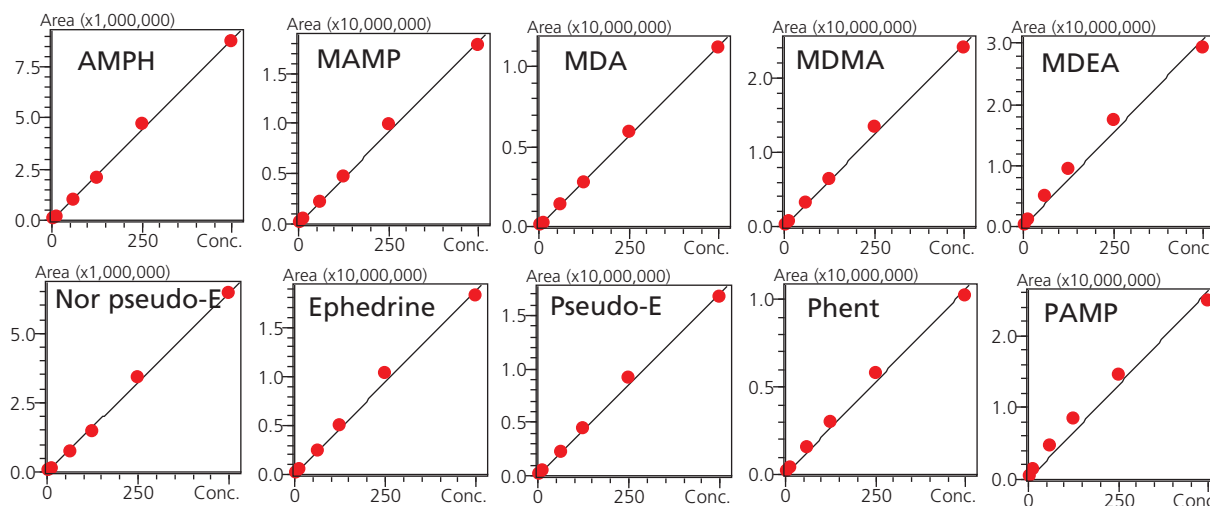 Area (x1,000,000)
AMPH
7.5
5.0
2.5
0.0
0
250
Conc.
Area (x10,000,000)
MAMP
1.5
1.0
0.5
0.0
0
250
Conc.
Area (x10,000,000)
MDA
1.0
0.5
0.0
0
250
Conc.
Area (x10,000,000)
MDMA
2.0
1.0
0.0
0
250
Conc.
Area (x10,000,000)
MDEA
3.0
2.0
1.0
0.0
0
250
Conc.
Area (x1,000,000)
Nor pseudo-E
5.0
2.5
0.0
0
250
Conc.
Area (x10,000,000)
Ephedrine
1.5
1.0
0.5
0.0
0
250
Conc.
Area (x10,000,000)
Pseudo-E
1.5
1.0
0.5
0.0
0
250
Conc.
Area (x10,000,000)
Phent
1.0
0.5
0.0
0
250
Conc.
Area (x10,000,000)
PAMP
2.0
1.0
0.0
0
250
Conc.